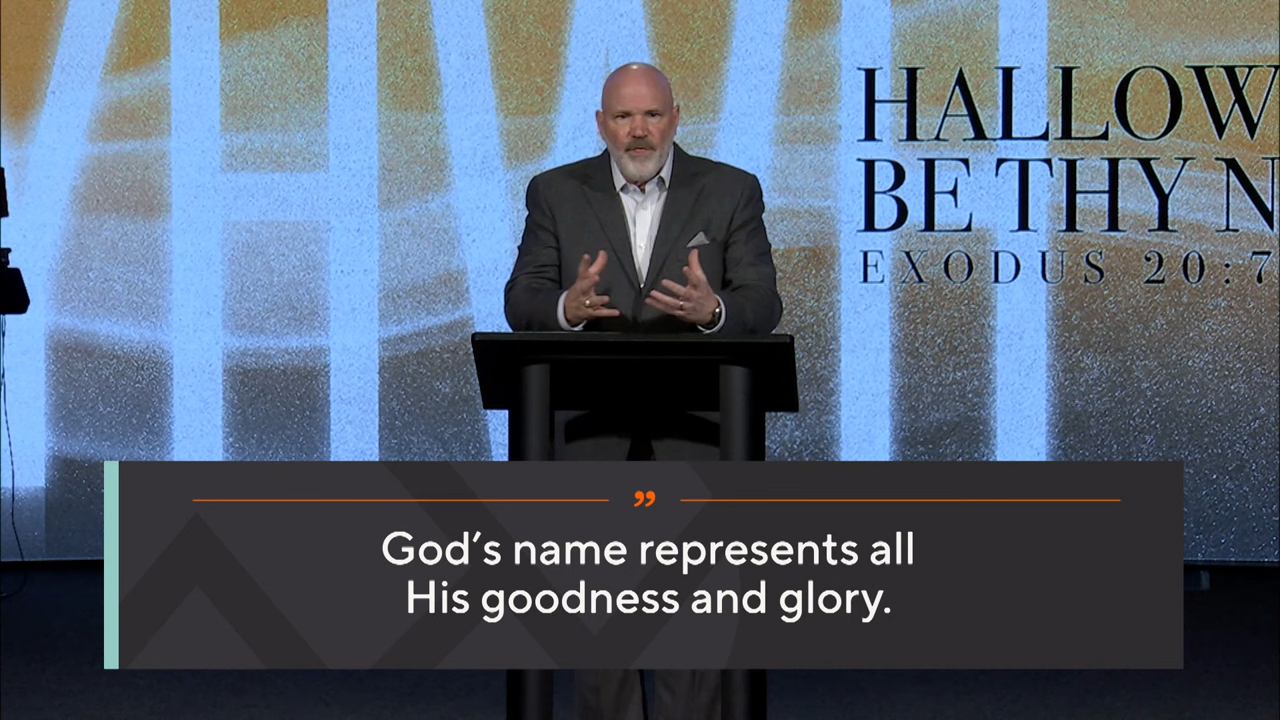 HALLOW
BE THY N
EXODUS 20:7
”
God’s name represents all
His goodness and glory.